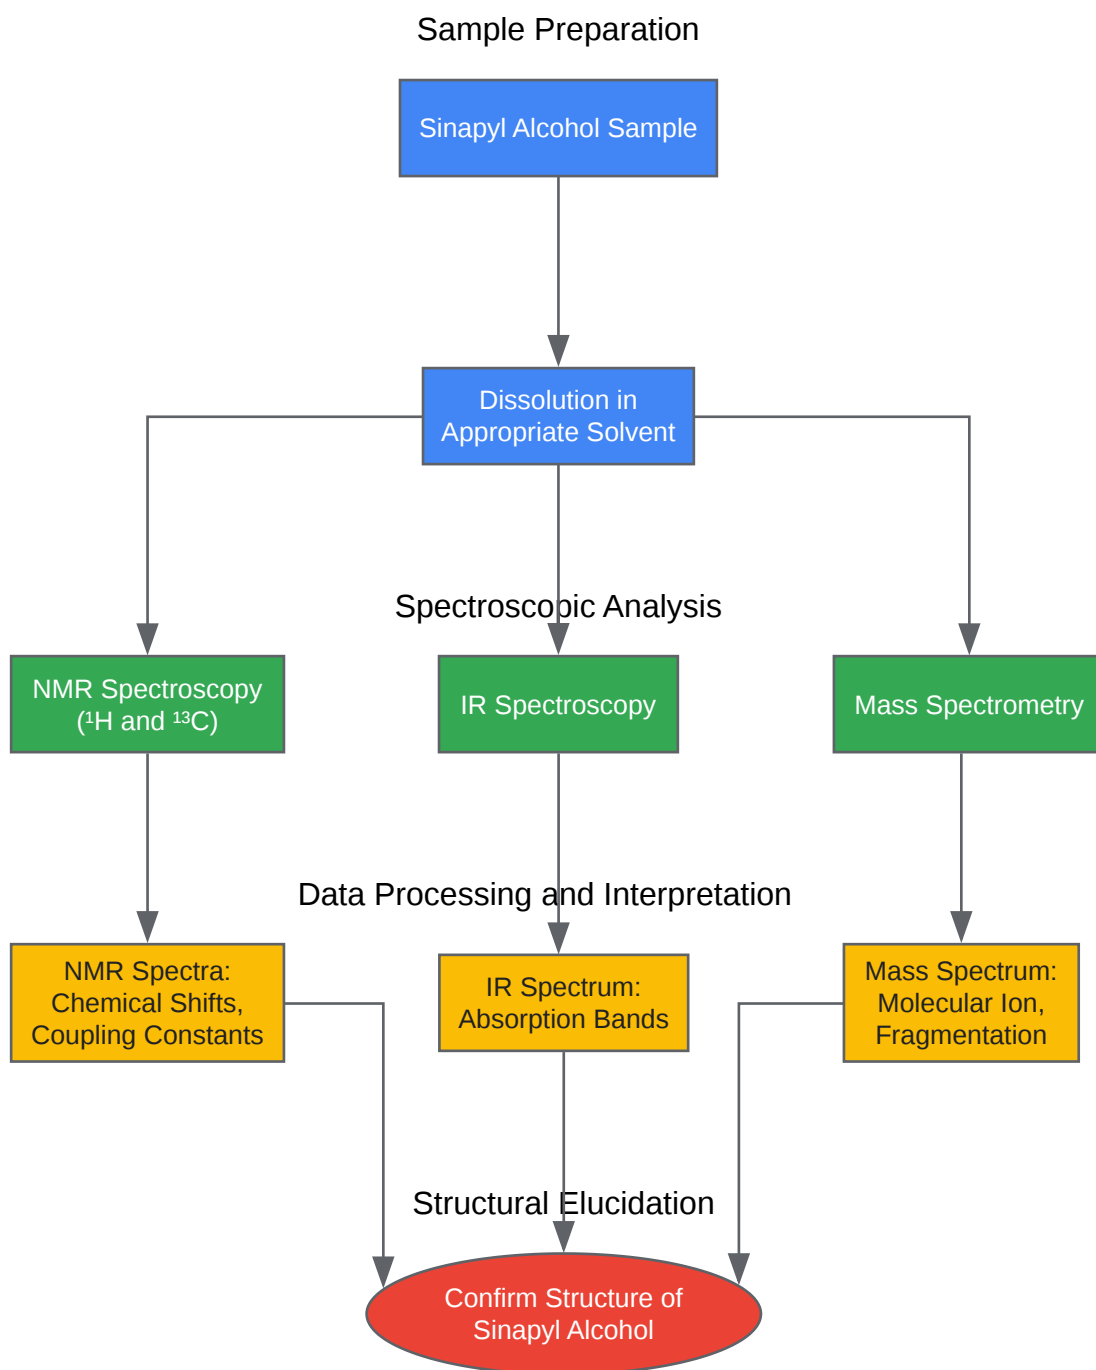 Sample Preparation
Sinapyl Alcohol Sample
Dissolution in
Appropriate Solvent
Spectroscopic Analysis
NMR Spectroscopy
(¹H and ¹³C)
IR Spectroscopy
Mass Spectrometry
Data Processing and Interpretation
NMR Spectra:
Chemical Shifts,
Coupling Constants
IR Spectrum:
Absorption Bands
Mass Spectrum:
Molecular Ion,
Fragmentation
Structural Elucidation
Confirm Structure of
Sinapyl Alcohol